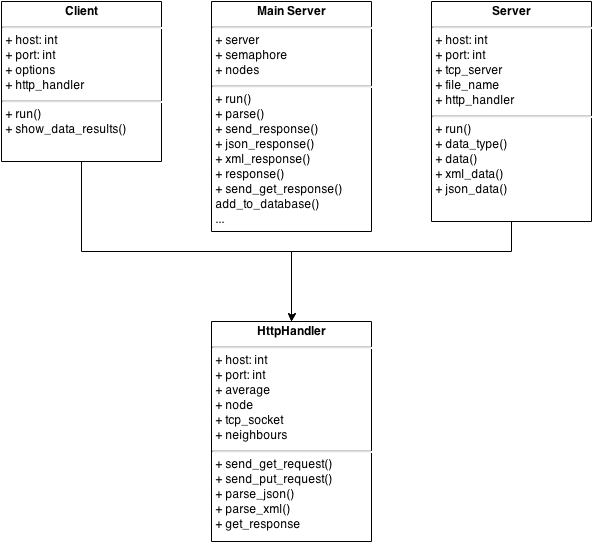 Client
+ host: int
+ port: int
+ options
+ http_handler
+ run()
+ show_data_results()
Main Server
+ server
+ semaphore
+ nodes
+ run()
+ parse()
+ send_response()
+ json_response()
+ xml_response()
+ response()
+ send_get_response()
add_to_database()
...
Server
+ host: int
+ port: int
+ tcp_server
+ file_name
+ http_handler
+ run()
+ data_type()
+ data()
+ xml_data()
+ json_data()
HttpHandler
+ host: int
+ port: int
+ average
+ node
+ tcp_socket
+ neighbours
+ send_get_request()
+ send_put_request()
+ parse_json()
+ parse_xml()
+ get_response